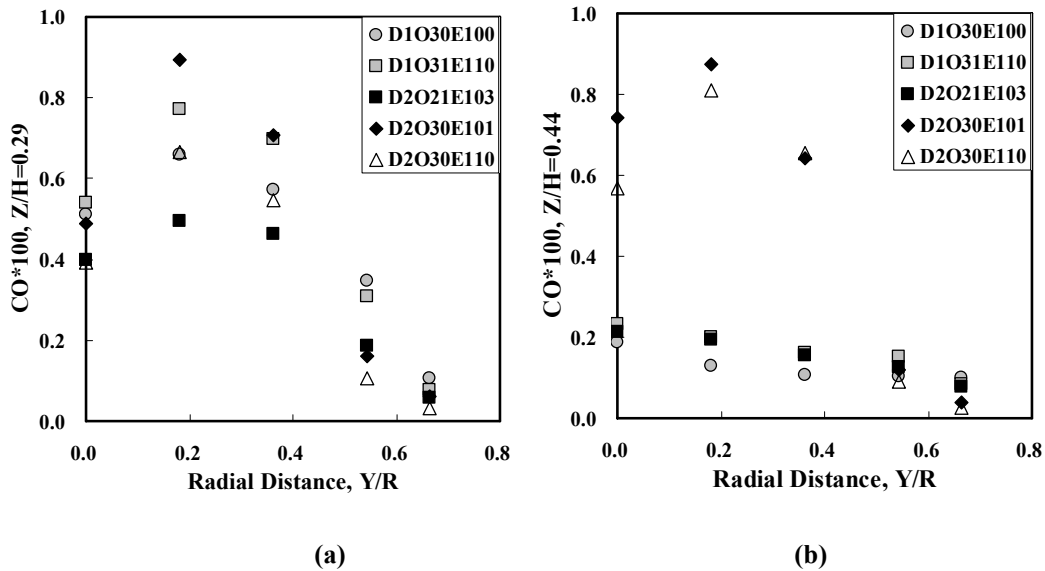 1.0
0.8
0.6
0.4
0.2
0.0
CO*100, Z/H=0.29
D1O30E100
D1O31E110
D2O21E103
D2O30E101
D2O30E110
0.0 0.2 0.4 0.6 0.8
Radial Distance, Y/R
(a)
1.0
0.8
0.6
0.4
0.2
0.0
CO*100, Z/H=0.44
D1O30E100
D1O31E110
D2O21E103
D2O30E101
D2O30E110
0.0 0.2 0.4 0.6 0.8
Radial Distance, Y/R
(b)